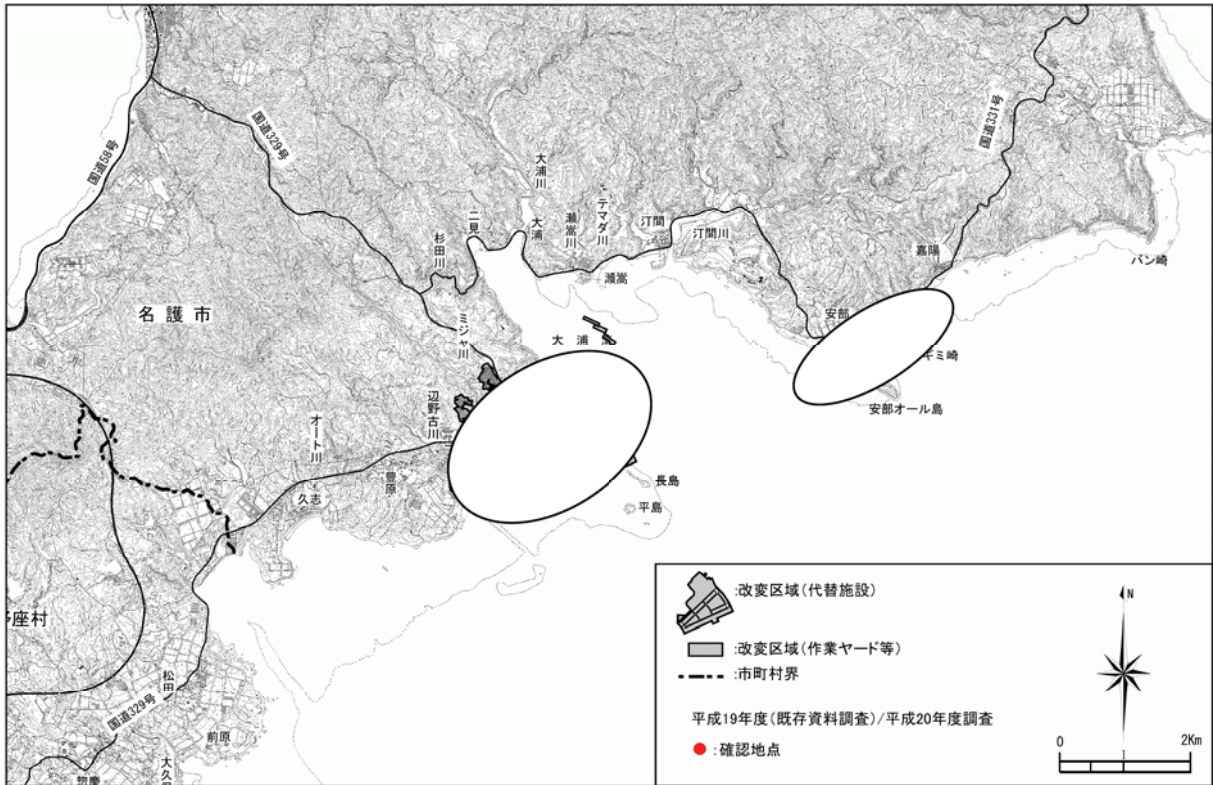 国道58号
国道329号
国道331号
大浦川
大浦
二見
杉田川
瀬嵩川
テマダ川
汀間
汀間川
瀬嵩
嘉陽
バン崎
名護市
ミジャ川
大浦
安部
ギミ崎
安部オール島
辺野古川
オート川
豊原
久志
長島
平島
座村
松田
国道329号
前原
惣慶
:改変区域(代替施設)
:改変区域(作業ヤード等)
:市町村界
平成19年度(既存資料調査)/平成20年度調査
:確認地点
N
0 1 2Km